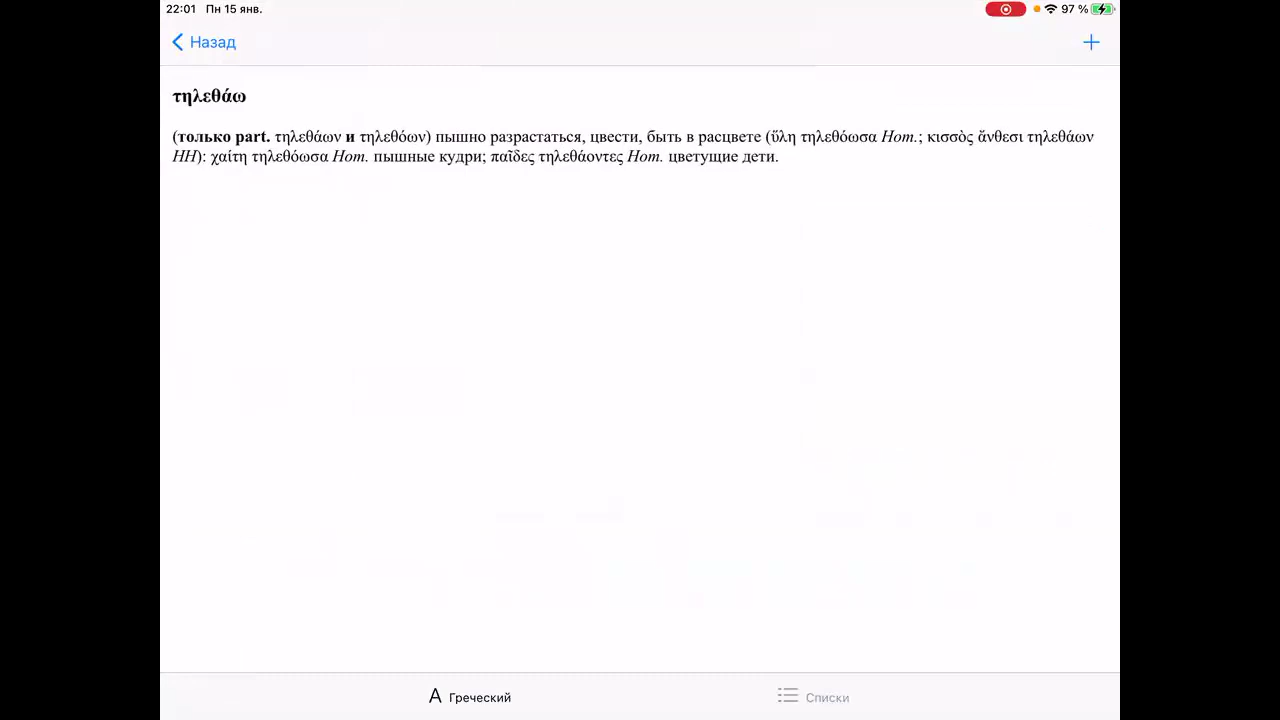 22:01 Пн 15 янв. 97 %
Назад
τηλεθάω
(только part. τηλεθάων и τηλεθόων) пышно разрастаться, цвести, быть в расцвете (ὕλη τηλεθόωσα Hom.; κισσὸς ἄνθεσι τηλεθάων
HH): χαίτη τηλεθόωσα Hom. пышные кудри; παῖδες τηλεθάοντες Hom. цветущие дети.
A Греческий Списки